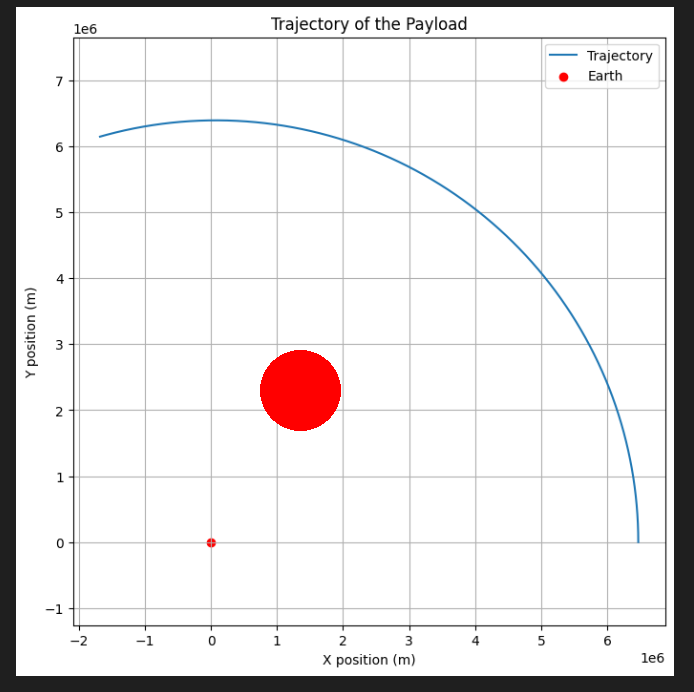 Trajectory of the Payload
1e6
Trajectory
Earth
7
6
5
4
3
2
1
0
−1
Y position (m)
−2 −1 0 1 2 3 4 5 6
X position (m)
1e6